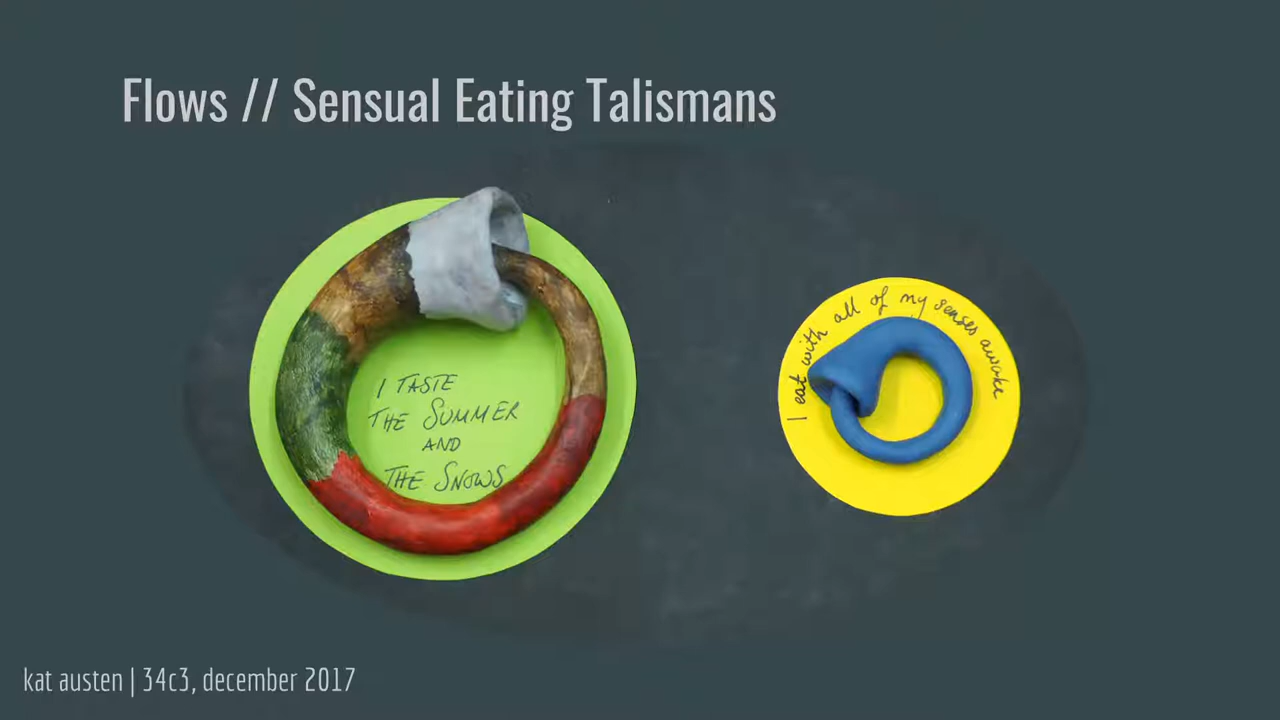 Flows // Sensual Eating Talismans
I TASTE
THE SUMMER
AND
THE SNOWS
I eat with all of my senses awake
kat austen | 34c3, december 2017